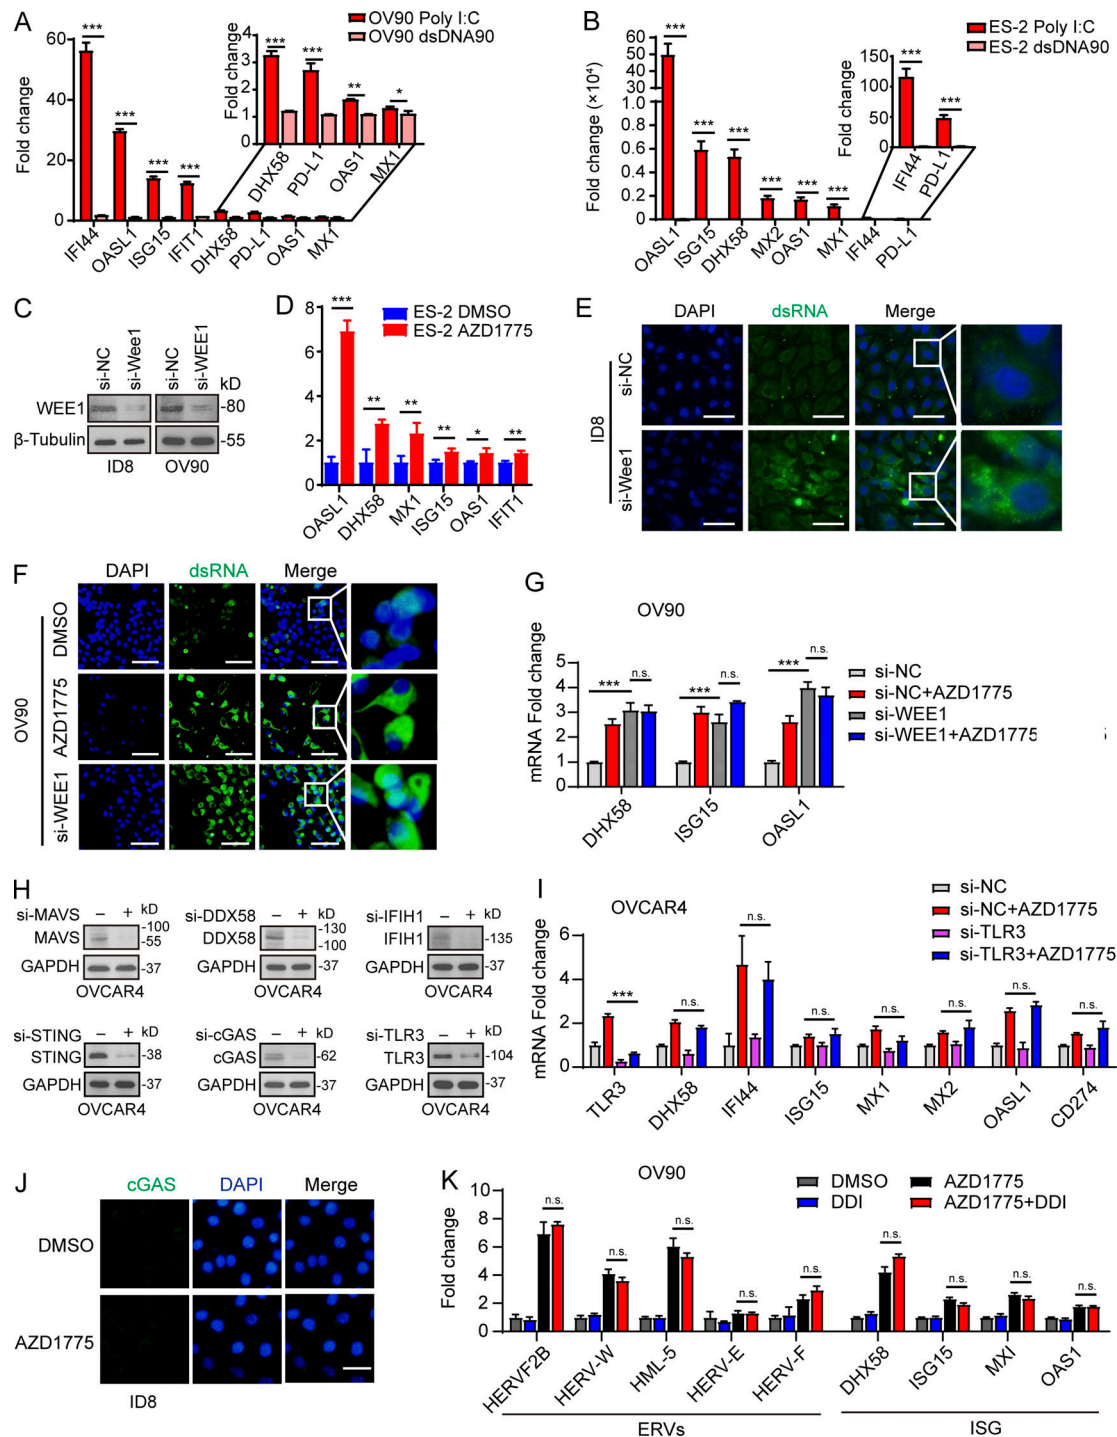 A
OV90 Poly I:C
OV90 dsDNA90
Fold change
60
40
20
0
***
***
***
***
IFI44
OASL1
ISG15
IFIT1
DHX58
PD-L1
OAS1
MX1
Fold change
4
3
2
1
0
***
***
**
*
DHX58
PD-L1
OAS1
MX1
B
ES-2 Poly I:C
ES-2 dsDNA90
Fold change (×10⁴)
60
50
40
30
1.0
0.8
0.6
0.4
0.2
0
***
***
***
***
***
***
OASL1
ISG15
DHX58
MX2
OAS1
MX1
IFI44
PD-L1
Fold change
150
100
50
0
***
***
IFI44
PD-L1
C
si-NC
si-Wee1
si-NC
si-WEE1
kD
WEE1
-80
β-Tubulin
-55
ID8
OV90
D
ES-2 DMSO
ES-2 AZD1775
8
6
4
2
0
***
**
**
**
*
**
OASL1
DHX58
MX1
ISG15
OAS1
IFIT1
E
DAPI
dsRNA
Merge
ID8
si-NC
si-Wee1
F
DAPI
dsRNA
Merge
OV90
DMSO
AZD1775
si-WEE1
G
OV90
mRNA Fold change
5
4
3
2
1
0
***
n.s.
***
n.s.
***
n.s.
DHX58
ISG15
OASL1
si-NC
si-NC+AZD1775
si-WEE1
si-WEE1+AZD1775
H
si-MAVS – + kD
MAVS
-100
-55
GAPDH
-37
OVCAR4
si-DDX58 – + kD
DDX58
-130
-100
GAPDH
-37
OVCAR4
si-IFIH1 – + kD
IFIH1
-135
GAPDH
-37
OVCAR4
si-STING – + kD
STING
-38
GAPDH
-37
OVCAR4
si-cGAS – + kD
cGAS
-62
GAPDH
-37
OVCAR4
si-TLR3 – + kD
TLR3
-104
GAPDH
-37
OVCAR4
I
OVCAR4
si-NC
si-NC+AZD1775
si-TLR3
si-TLR3+AZD1775
mRNA Fold change
6
4
2
0
***
n.s.
n.s.
n.s.
n.s.
n.s.
n.s.
n.s.
TLR3
DHX58
IFI44
ISG15
MX1
MX2
OASL1
CD274
J
cGAS
DAPI
Merge
DMSO
AZD1775
ID8
K
OV90
DMSO
DDI
AZD1775
AZD1775+DDI
Fold change
10
8
6
4
2
0
n.s.
n.s.
n.s.
n.s.
n.s.
n.s.
n.s.
n.s.
n.s.
HERVF2B
HERV-W
HML-5
HERV-E
HERV-F
DHX58
ISG15
MXI
OAS1
ERVs
ISG